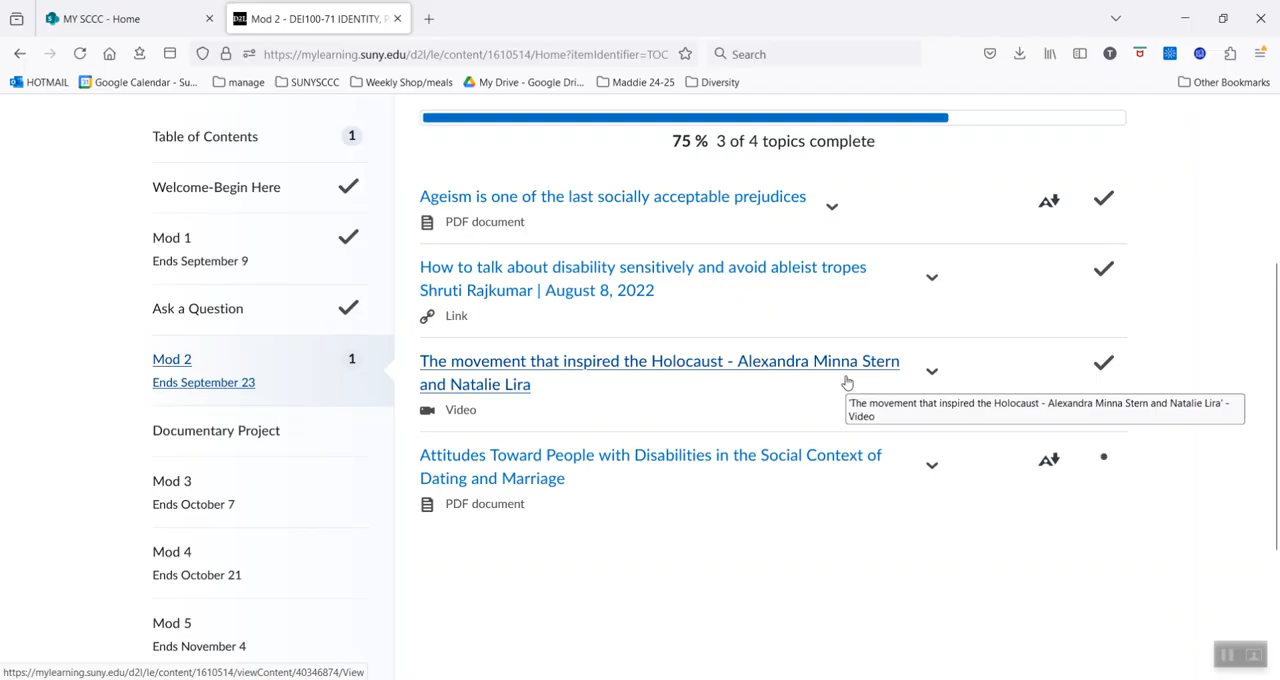 MY SCCC - Home
D2L Mod 2 - DEI100-71 IDENTITY, P
https://mylearning.suny.edu/d2l/le/content/1610514/Home?itemIdentifier=TOC
Search
HOTMAIL
Google Calendar - Su...
manage
SUNYSCCC
Weekly Shop/meals
My Drive - Google Dri...
Maddie 24-25
Diversity
Other Bookmarks
Table of Contents 1
Welcome-Begin Here
Mod 1
Ends September 9
Ask a Question
Mod 2 1
Ends September 23
Documentary Project
Mod 3
Ends October 7
Mod 4
Ends October 21
Mod 5
Ends November 4
75 % 3 of 4 topics complete
Ageism is one of the last socially acceptable prejudices
PDF document
How to talk about disability sensitively and avoid ableist tropes
Shruti Rajkumar | August 8, 2022
Link
The movement that inspired the Holocaust - Alexandra Minna Stern
and Natalie Lira
Video
'The movement that inspired the Holocaust - Alexandra Minna Stern and Natalie Lira' -
Video
Attitudes Toward People with Disabilities in the Social Context of
Dating and Marriage
PDF document
https://mylearning.suny.edu/d2l/le/content/1610514/viewContent/40346874/View